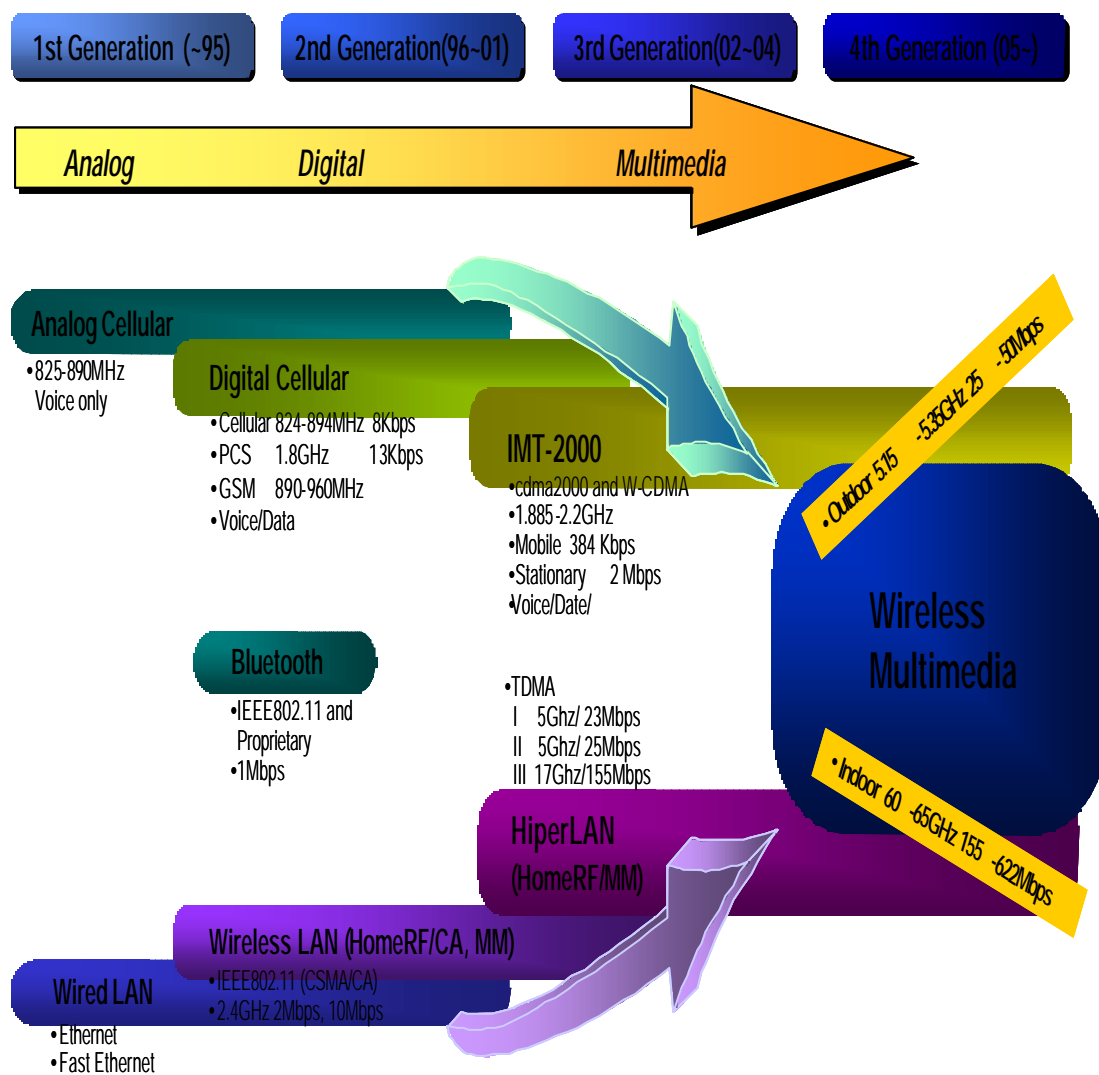 1st Generation (~95)
2nd Generation(96~01)
3rd Generation(02~04)
4th Generation (05~)
Analog
Digital
Multimedia
Analog Cellular
•825-890MHz
Voice only
Digital Cellular
•Cellular 824-894MHz 8Kbps
•PCS 1.8GHz 13Kbps
•GSM 890-960MHz
•Voice/Data
IMT-2000
•cdma2000 and W-CDMA
•1.885-2.2GHz
•Mobile 384 Kbps
•Stationary 2 Mbps
•Voice/Date/
• Outdoor 5.15 -5.35GHz 25 -50Mbps
Wireless
Multimedia
• Indoor 60 -65GHz 155 -622Mbps
Bluetooth
•IEEE802.11 and
Proprietary
•1Mbps
•TDMA
I 5Ghz/ 23Mbps
II 5Ghz/ 25Mbps
III 17Ghz/155Mbps
HiperLAN
(HomeRF/MM)
Wireless LAN (HomeRF/CA, MM)
•IEEE802.11 (CSMA/CA)
•2.4GHz 2Mbps, 10Mbps
Wired LAN
•Ethernet
•Fast Ethernet